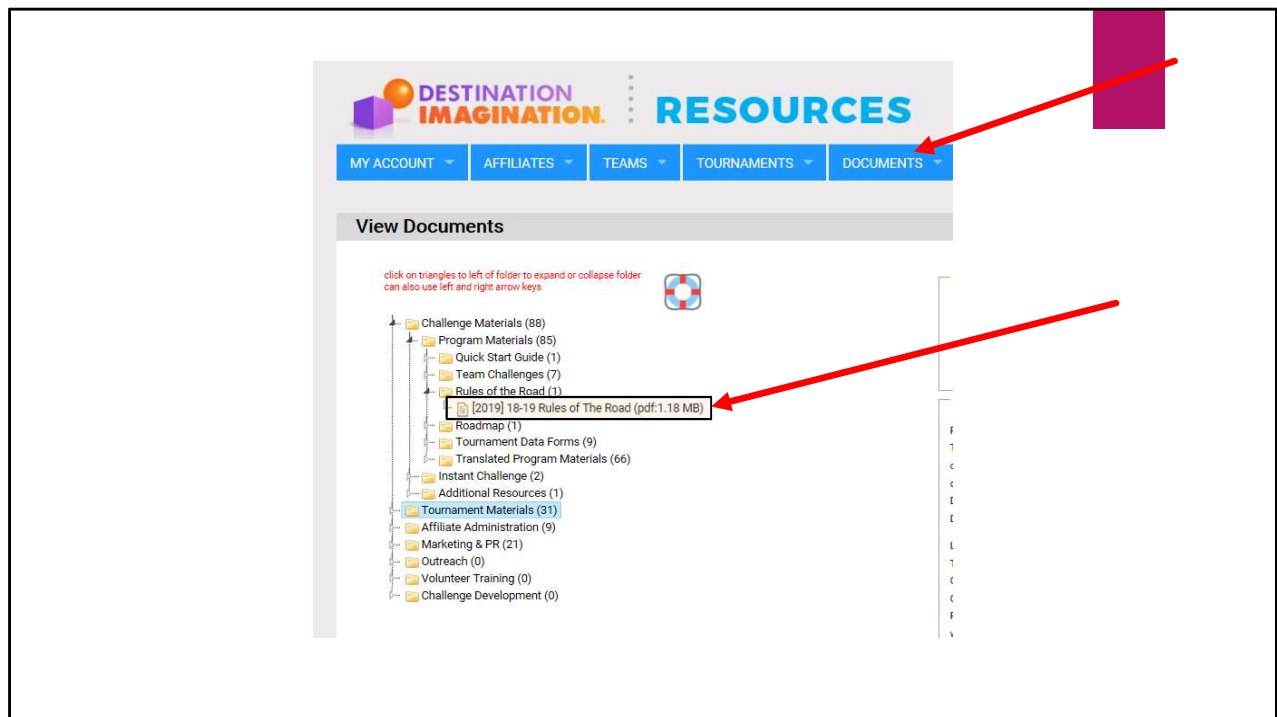 DESTINATION
IMAGINATION.
RESOURCES
MY ACCOUNT AFFILIATES TEAMS TOURNAMENTS DOCUMENTS
View Documents
click on triangles to left of folder to expand or collapse folder
can also use left and right arrow keys
Challenge Materials (88)
Program Materials (85)
Quick Start Guide (1)
Team Challenges (7)
Rules of the Road (1)
[2019] 18-19 Rules of The Road (pdf:1.18 MB)
Roadmap (1)
Tournament Data Forms (9)
Translated Program Materials (66)
Instant Challenge (2)
Additional Resources (1)
Tournament Materials (31)
Affiliate Administration (9)
Marketing & PR (21)
Outreach (0)
Volunteer Training (0)
Challenge Development (0)